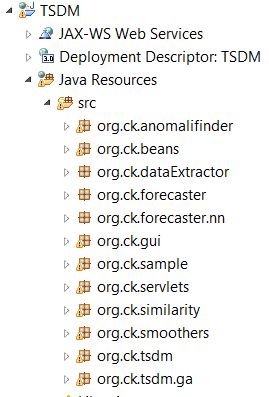 TSDM
JAX-WS Web Services
3.0 Deployment Descriptor: TSDM
Java Resources
src
org.ck.anomalifinder
org.ck.beans
org.ck.dataExtractor
org.ck.forecaster
org.ck.forecaster.nn
org.ck.gui
org.ck.sample
org.ck.servlets
org.ck.similarity
org.ck.smoothers
org.ck.tsdm
org.ck.tsdm.ga